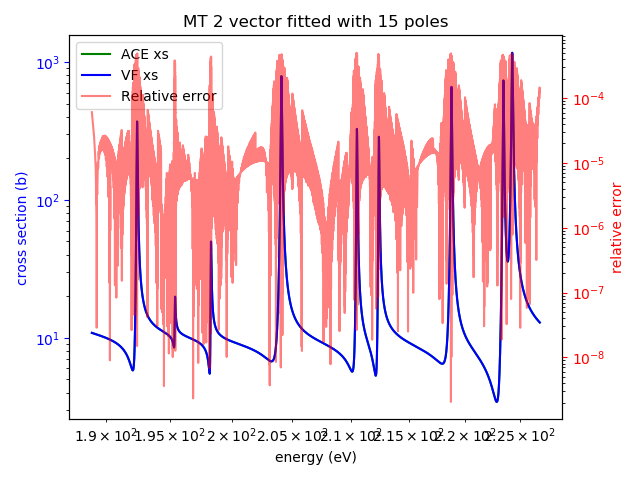 MT 2 vector fitted with 15 poles
ACE xs
VF xs
Relative error
10³
10²
10¹
cross section (b)
10⁻⁴
10⁻⁵
10⁻⁶
10⁻⁷
10⁻⁸
relative error
1.9×10² 1.95×10² 2×10² 2.05×10² 2.1×10² 2.15×10² 2.2×10² 2.25×10²
energy (eV)